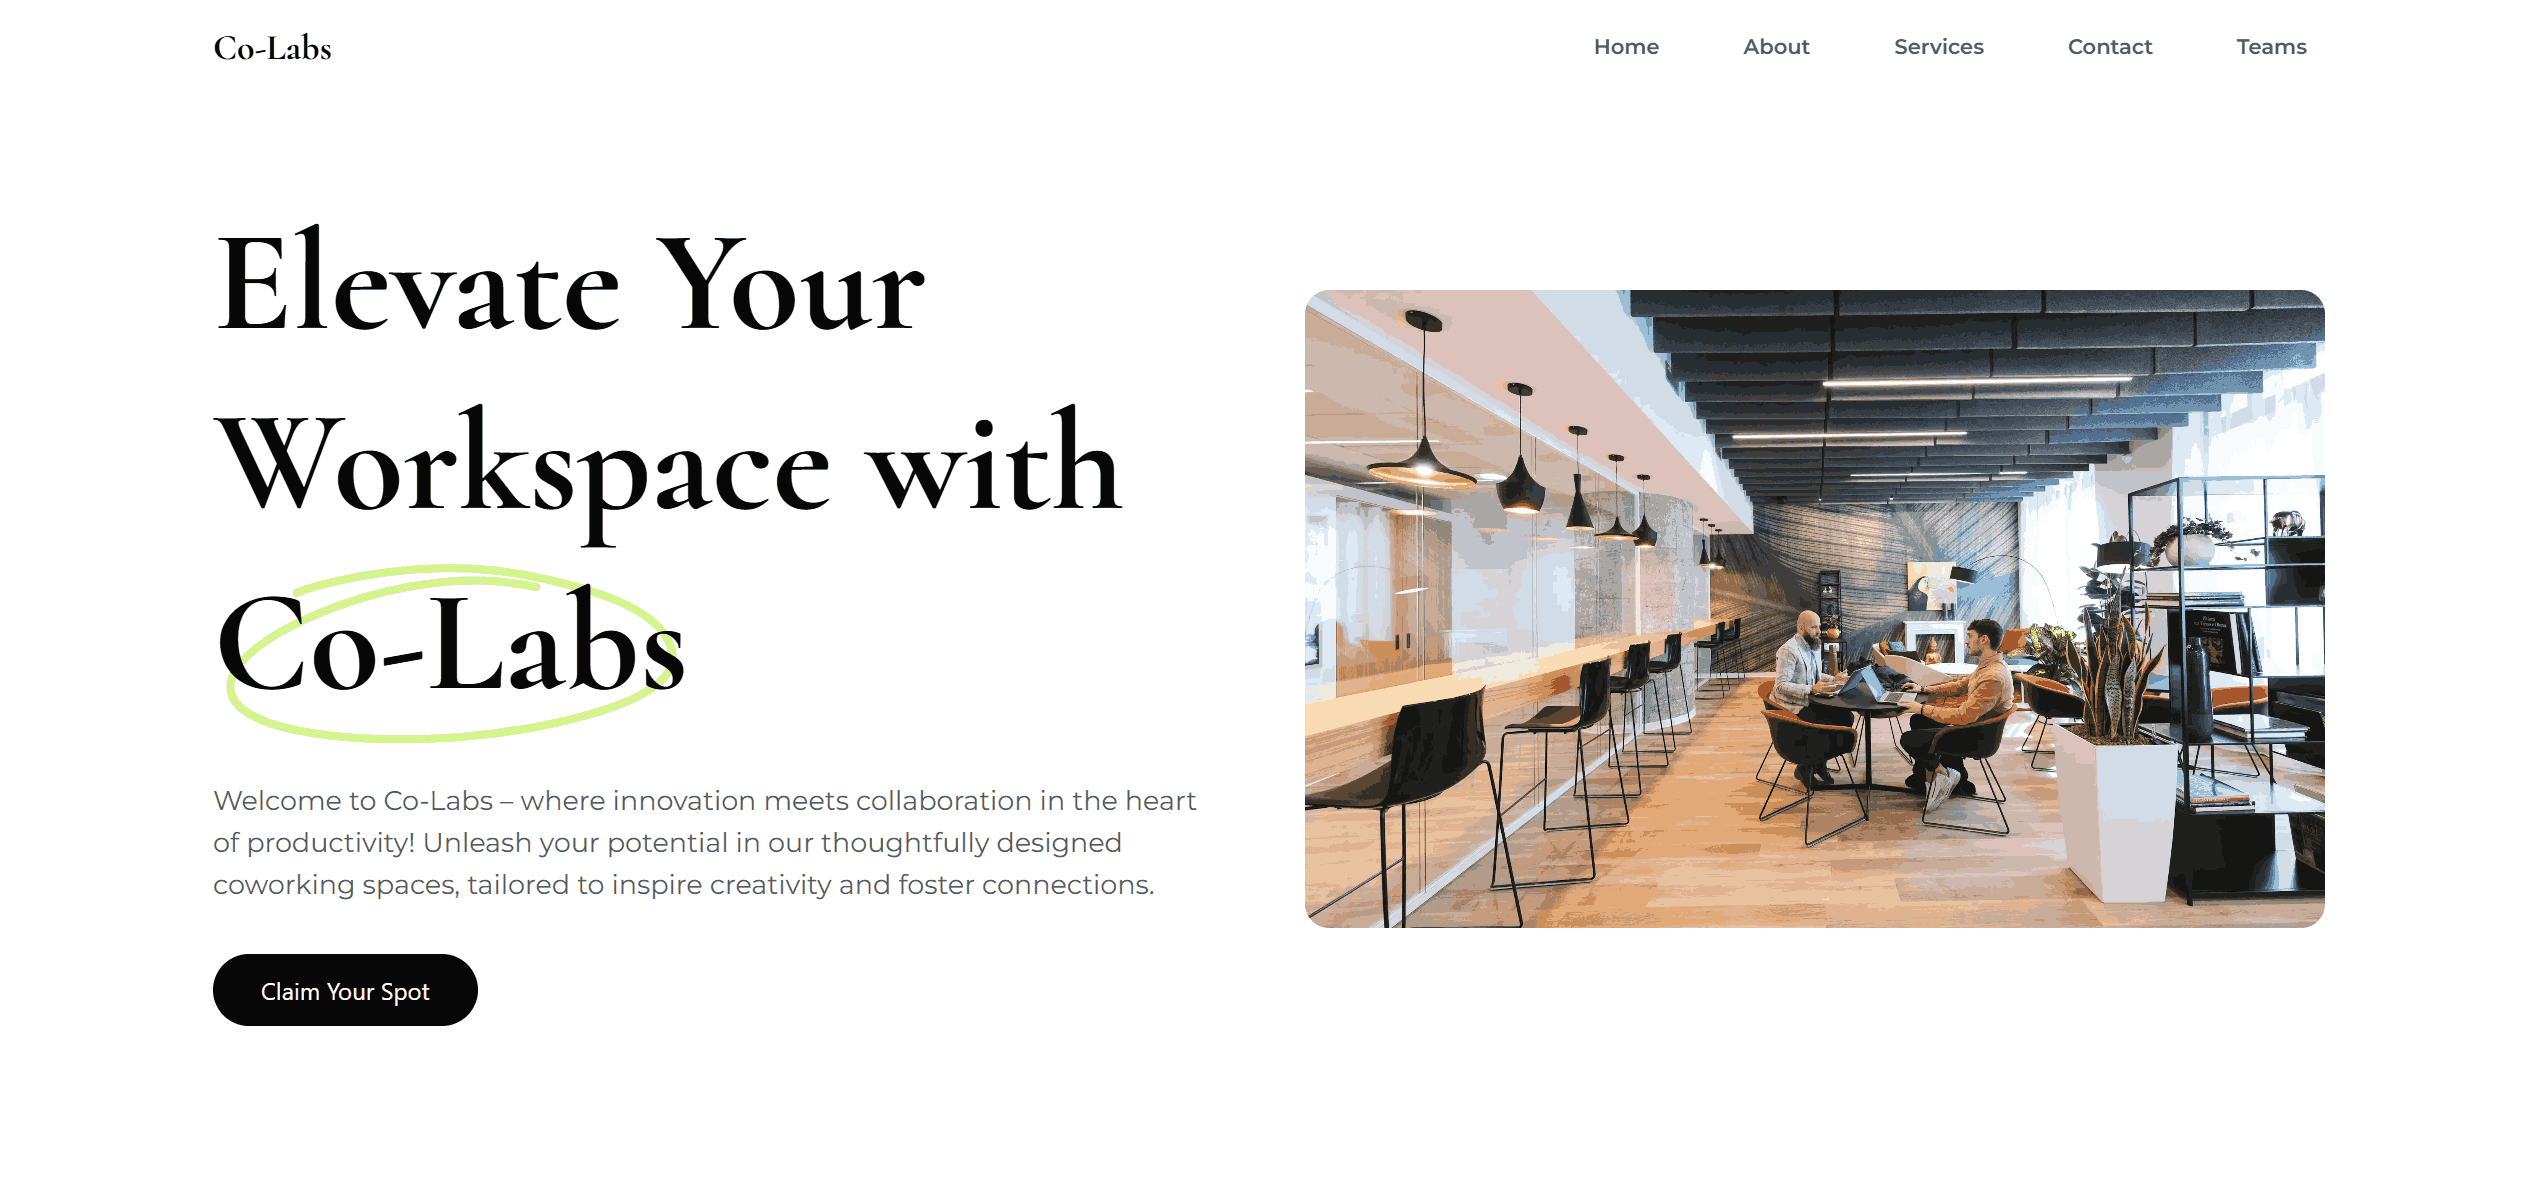 Co-Labs
Home About Services Contact Teams
Elevate Your
Workspace with
Co-Labs
Welcome to Co-Labs – where innovation meets collaboration in the heart
of productivity! Unleash your potential in our thoughtfully designed
coworking spaces, tailored to inspire creativity and foster connections.
Claim Your Spot